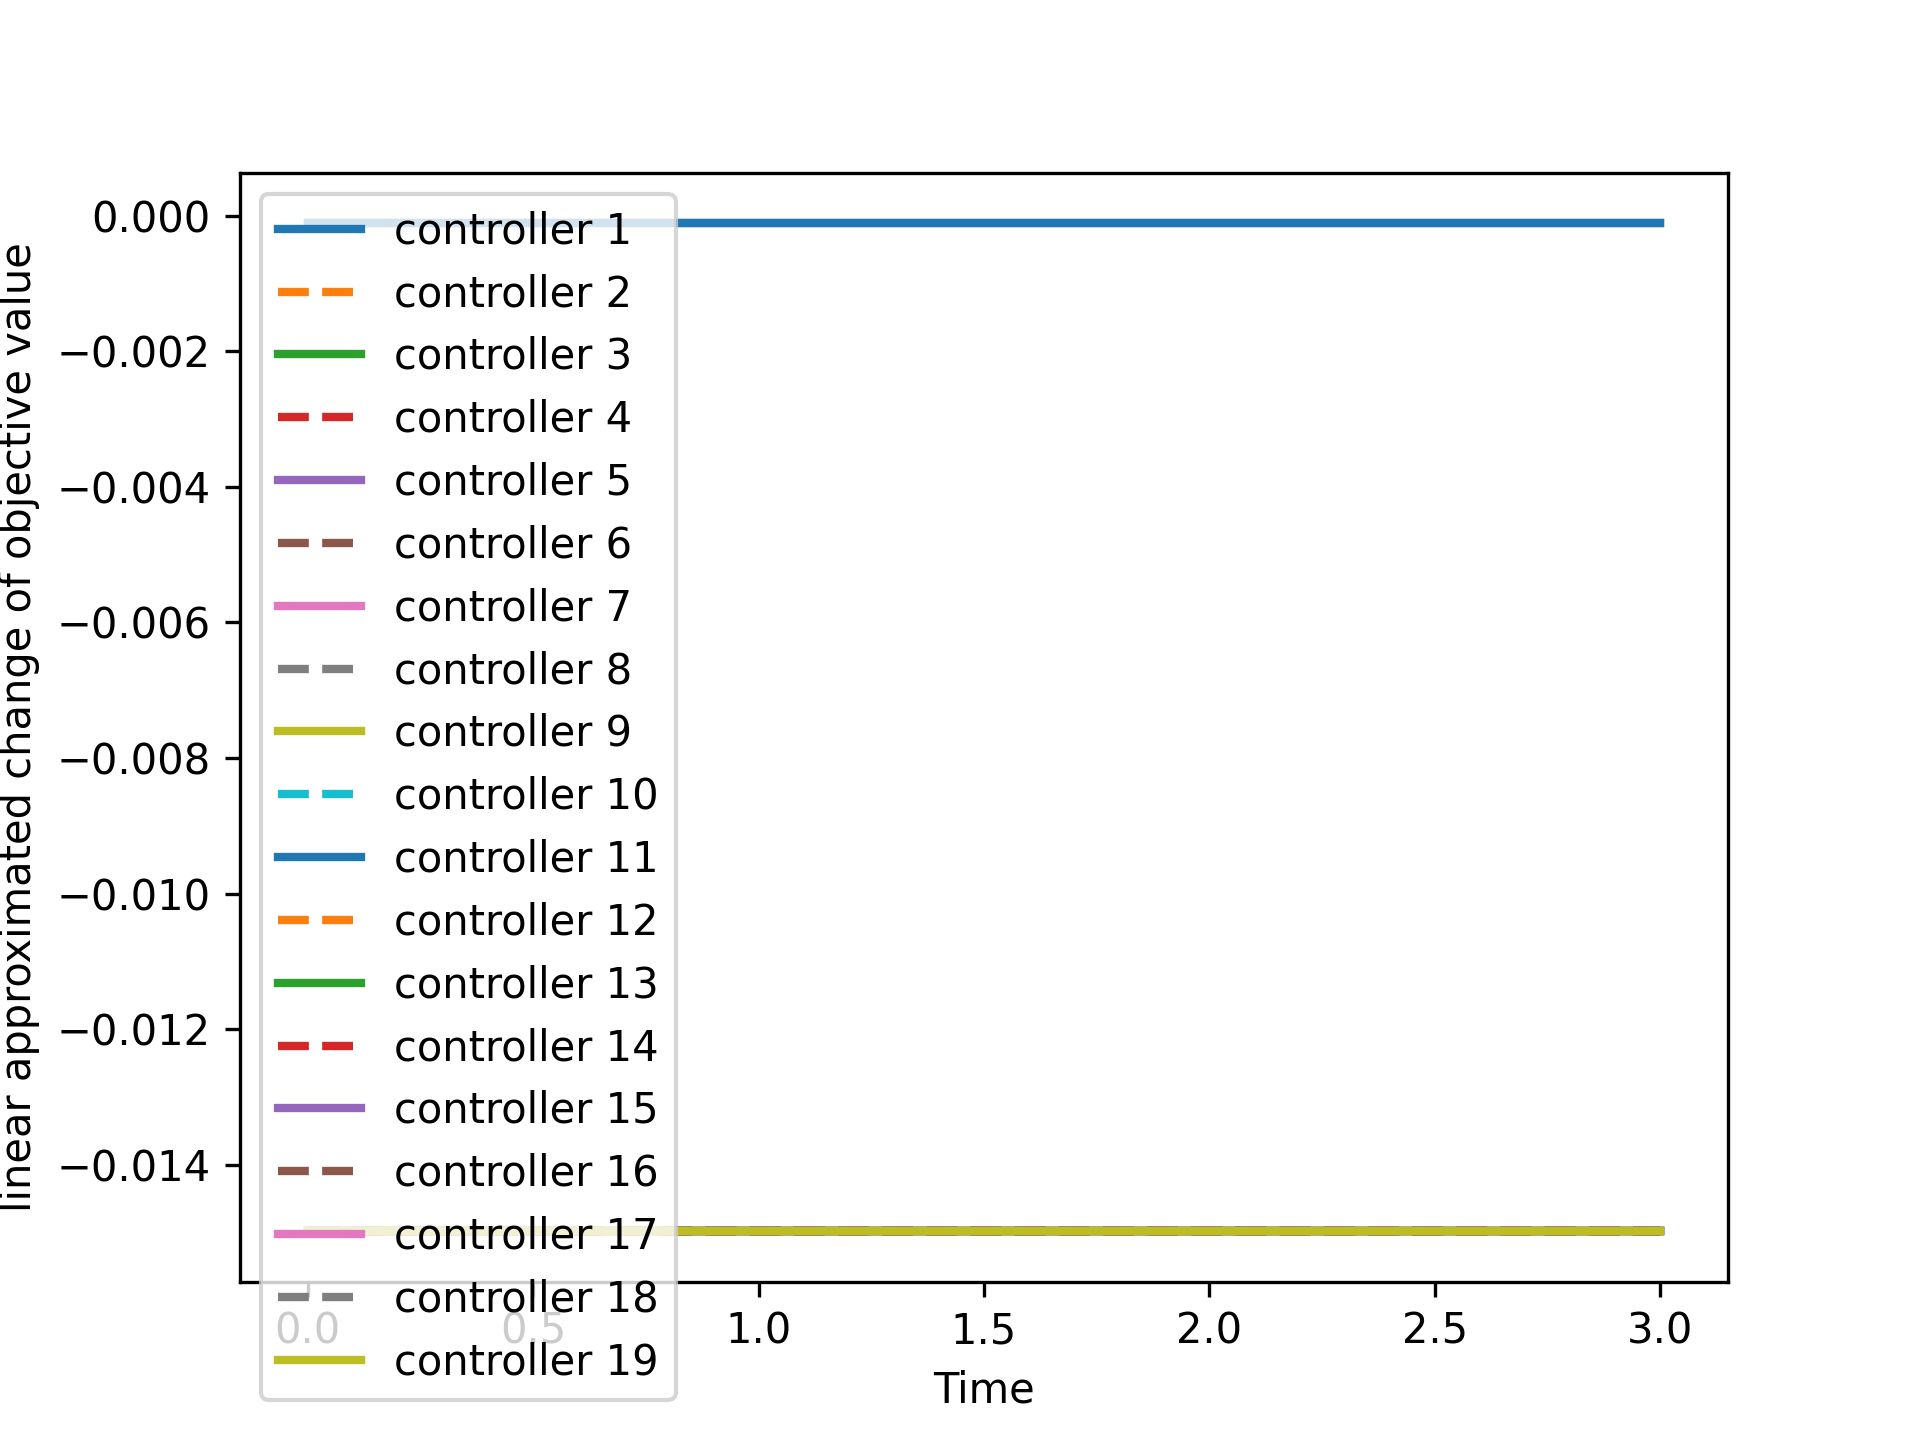 linear approximated change of objective value
0.000
−0.002
−0.004
−0.006
−0.008
−0.010
−0.012
−0.014
controller 1
controller 2
controller 3
controller 4
controller 5
controller 6
controller 7
controller 8
controller 9
controller 10
controller 11
controller 12
controller 13
controller 14
controller 15
controller 16
controller 17
controller 18
controller 19
0.0 0.5 1.0 1.5 2.0 2.5 3.0
Time